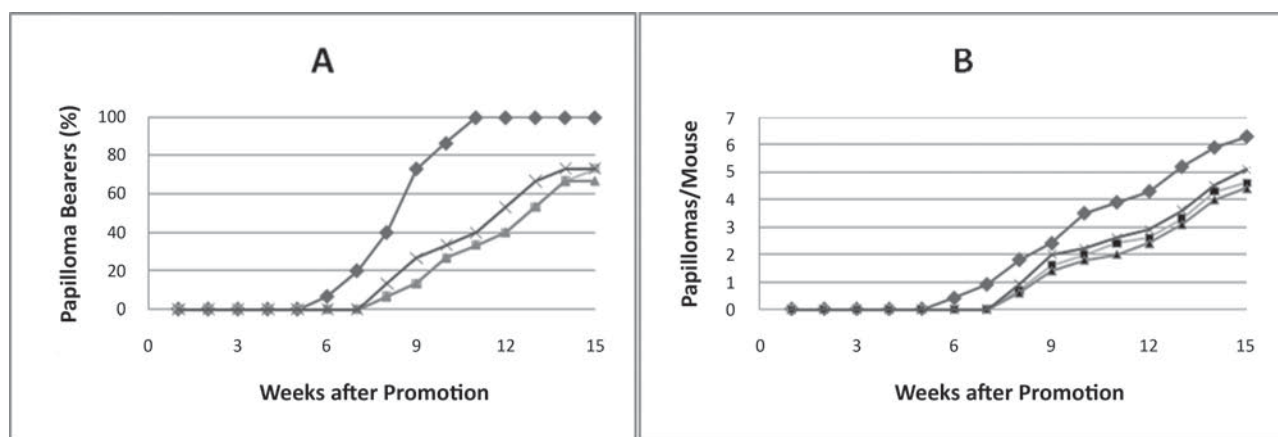 A
Papilloma Bearers (%)
100
80
60
40
20
0
0 3 6 9 12 15
Weeks after Promotion
B
Papillomas/Mouse
7
6
5
4
3
2
1
0
0 3 6 9 12 15
Weeks after Promotion